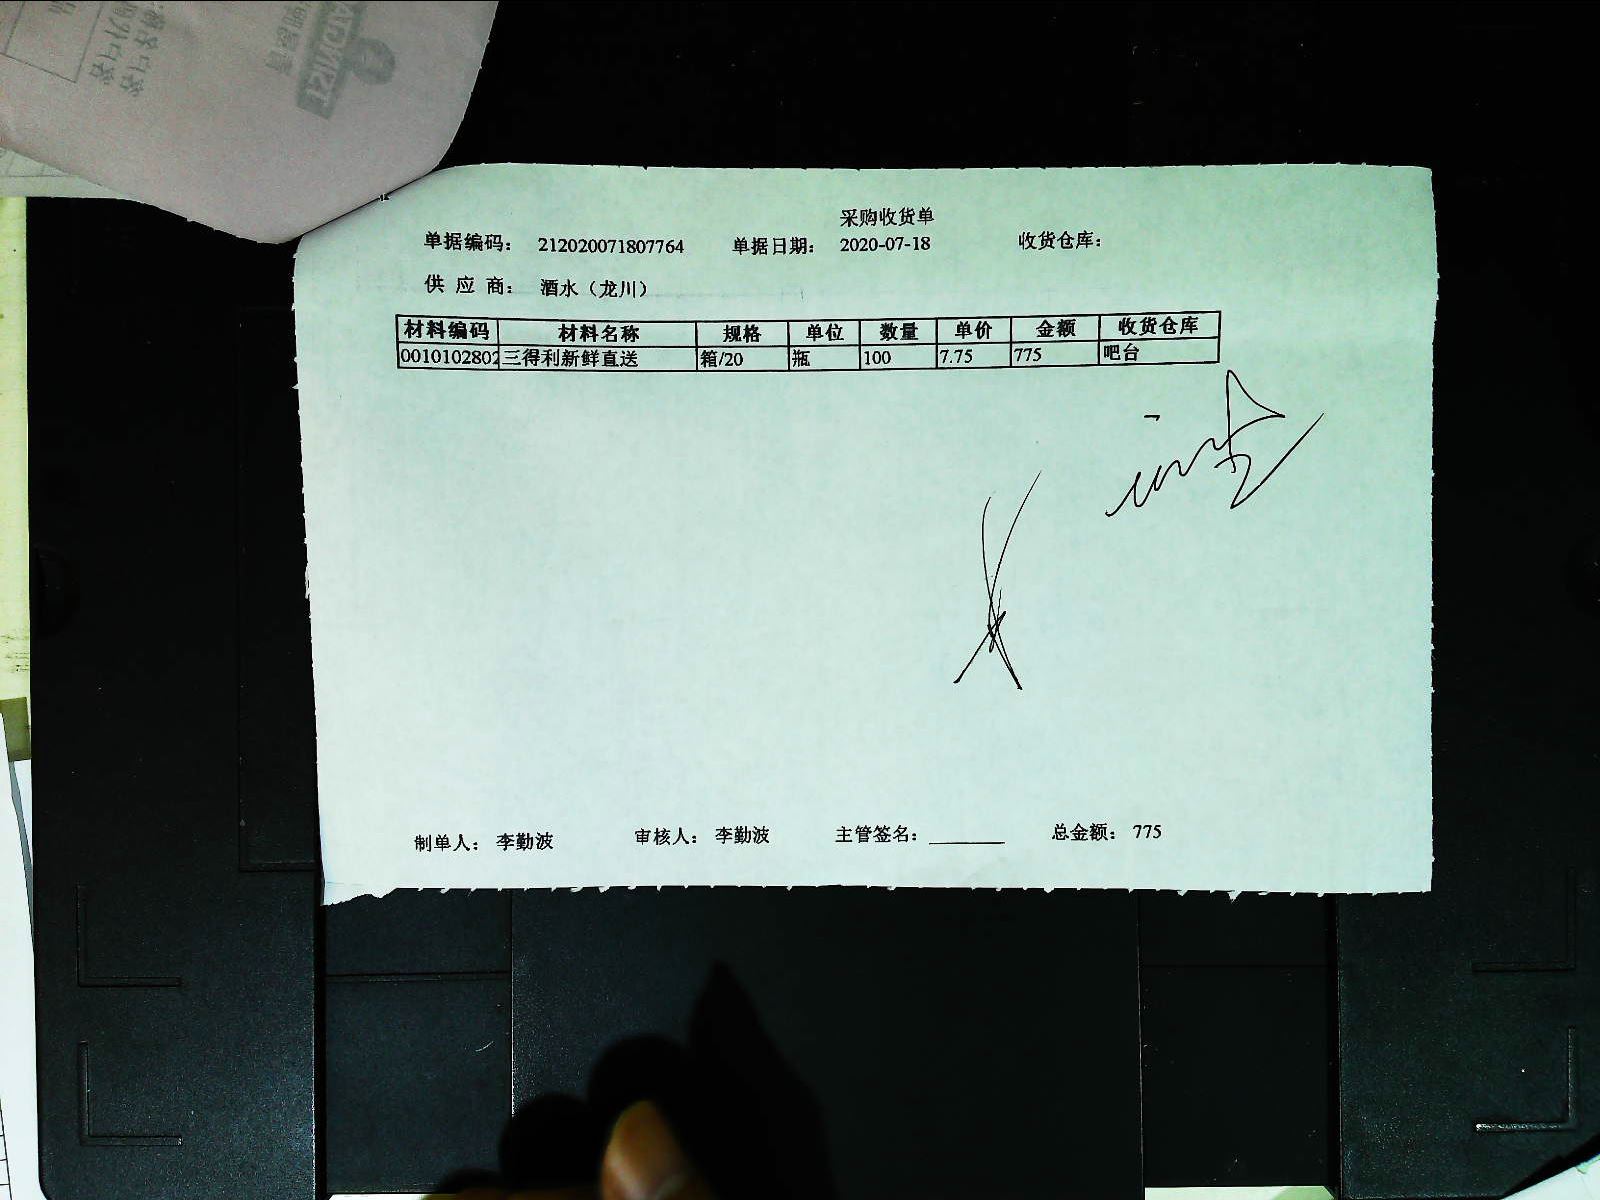 采购收货单
单据编码： 212020071807764 单据日期： 2020-07-18 收货仓库：
供 应 商： 酒水（龙川）
材料编码 材料名称 规格 单位 数量 单价 金额 收货仓库
0010102802 三得利新鲜直送 箱/20 瓶 100 7.75 775 吧台
制单人： 李勤波 审核人： 李勤波 主管签名： 总金额： 775